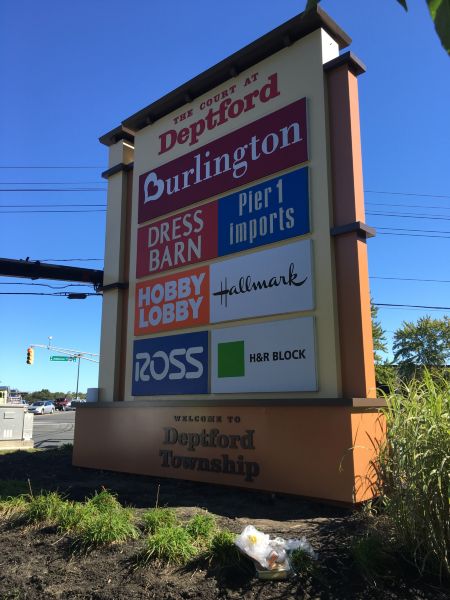 THE COURT AT
Deptford
Burlington
DRESS
BARN
Pier 1
imports
HOBBY
LOBBY
Hallmark
ROSS
H&R BLOCK
WELCOME TO
Deptford
Township